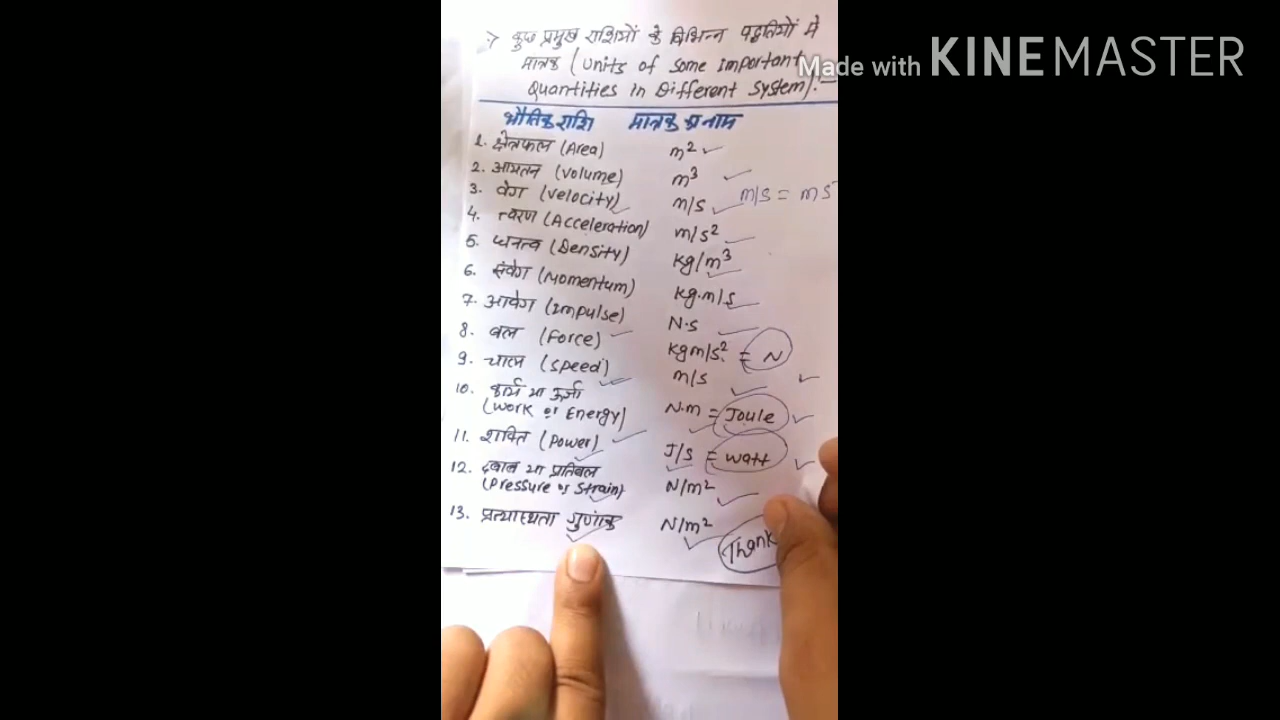 :→ कुछ प्रमुख राशियों के विभिन्न पद्धतियों में
मात्रक (Units of Some Important
Quantities in Different System):-
Made with KINEMASTER
भौतिक राशि मात्रक का नाम
1. क्षेत्रफल (Area) m²
2. आयतन (Volume) m³
3. वेग (Velocity) m/s m/s = ms
4. त्वरण (Acceleration) m/s²
5. घनत्व (Density) kg/m³
6. संवेग (Momentum) kg.m/s
7. आवेग (Impulse) N.s
8. बल (Force) kgm/s² = N
9. चाल (Speed) m/s
10. कार्य या ऊर्जा
(Work or Energy) N.m = Joule
11. शक्ति (Power) J/s = watt
12. दबाब या प्रतिबल
(Pressure or Strain) N/m²
13. प्रत्यास्थता गुणांक N/m²
Thank